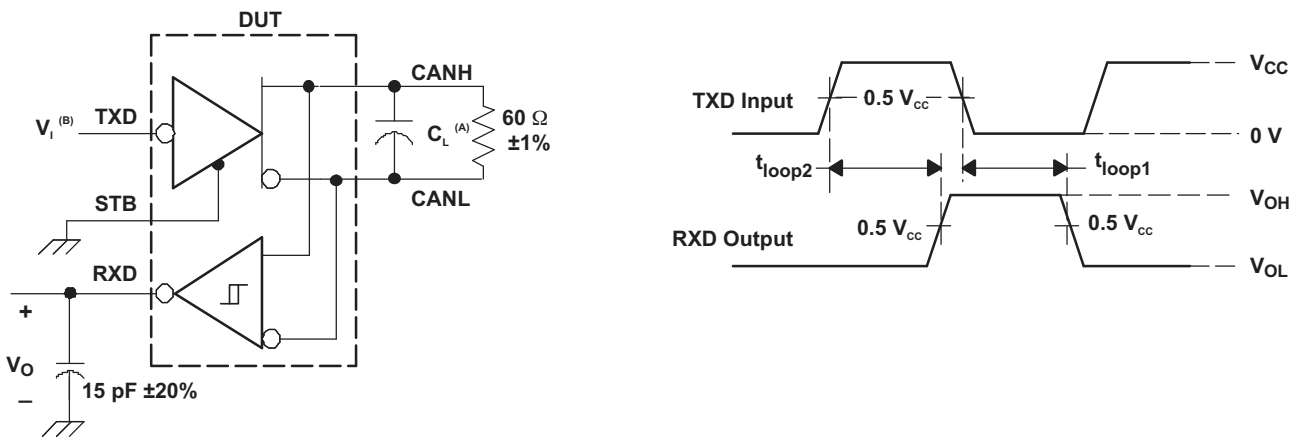 DUT
CANH
TXD
V_I (B)
C_L (A)
60 Ω
±1%
STB
CANL
RXD
+
V_O
–
15 pF ±20%
V_CC
TXD Input
0.5 V_CC
0 V
t_loop2
t_loop1
V_OH
RXD Output
0.5 V_CC
0.5 V_CC
V_OL